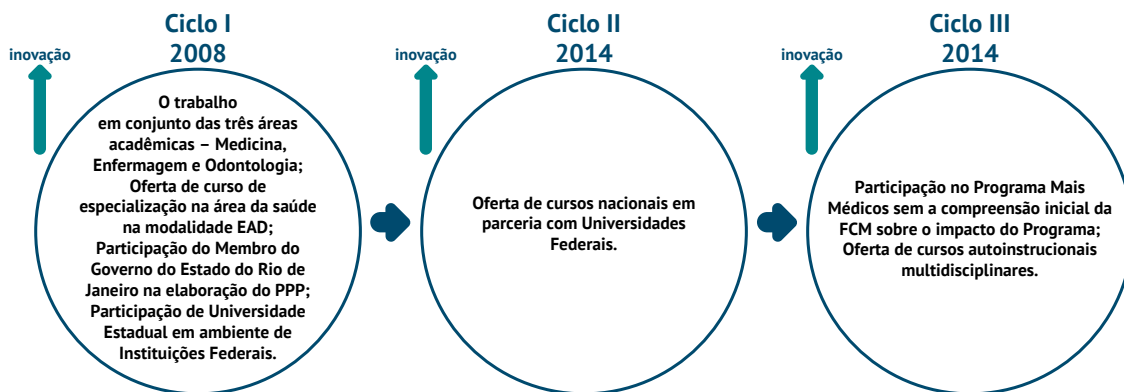 Ciclo I
2008
inovação
O trabalho
em conjunto das três áreas
acadêmicas – Medicina,
Enfermagem e Odontologia;
Oferta de curso de
especialização na área da saúde
na modalidade EAD;
Participação do Membro do
Governo do Estado do Rio de
Janeiro na elaboração do PPP;
Participação de Universidade
Estadual em ambiente de
Instituições Federais.
Ciclo II
2014
inovação
Oferta de cursos nacionais em
parceria com Universidades
Federais.
Ciclo III
2014
inovação
Participação no Programa Mais
Médicos sem a compreensão inicial da
FCM sobre o impacto do Programa;
Oferta de cursos autoinstrucionais
multidisciplinares.